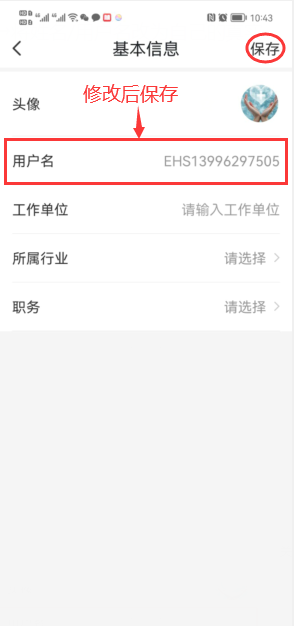 10:43
基本信息
保存
头像
修改后保存
用户名
EHS13996297505
工作单位
请输入工作单位
所属行业
请选择
职务
请选择